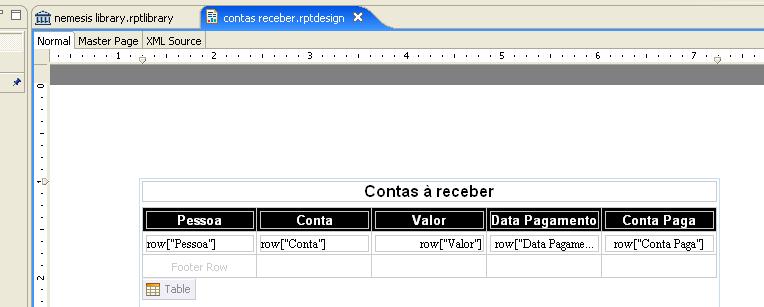 nemesis library.rptlibrary contas receber.rptdesign
Normal Master Page XML Source
1 2 3 4 5 6 7
0
Contas à receber
1
Pessoa Conta Valor Data Pagamento Conta Paga
row["Pessoa"] row["Conta"] row["Valor"] row["Data Pagame... row["Conta Paga"]
Footer Row
2
Table